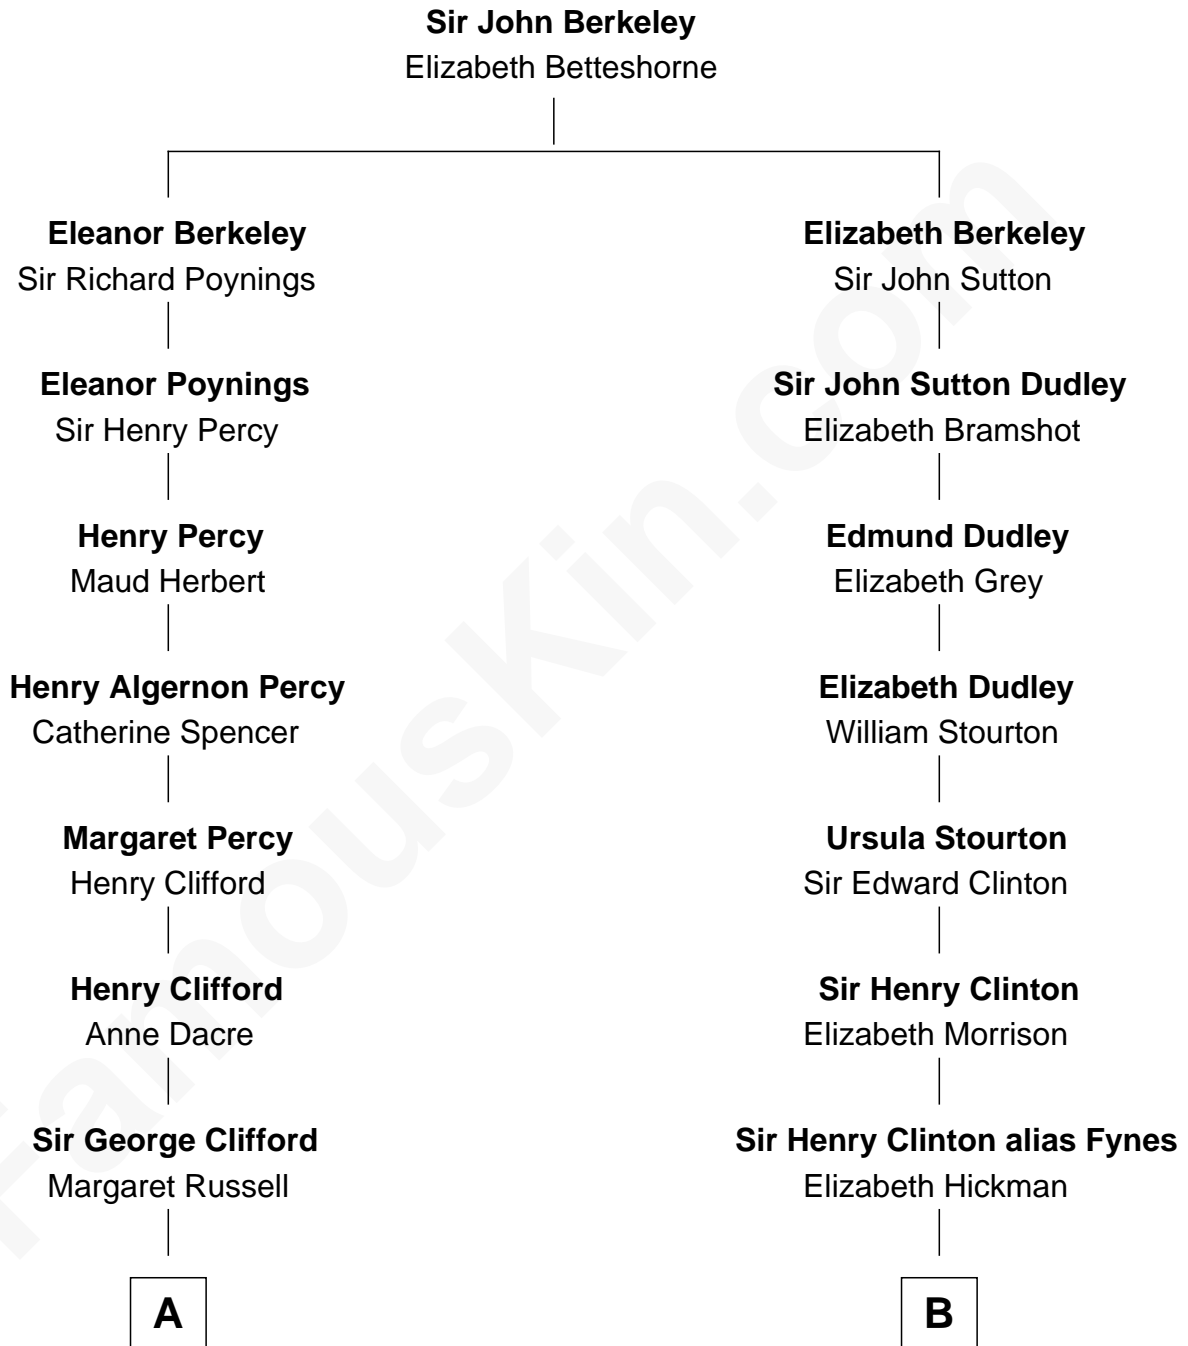 Sir John Berkeley
Elizabeth Betteshorne
Eleanor Berkeley
Sir Richard Poynings
Elizabeth Berkeley
Sir John Sutton
Eleanor Poynings
Sir Henry Percy
Sir John Sutton Dudley
Elizabeth Bramshot
Henry Percy
Maud Herbert
Edmund Dudley
Elizabeth Grey
Henry Algernon Percy
Catherine Spencer
Elizabeth Dudley
William Stourton
Margaret Percy
Henry Clifford
Ursula Stourton
Sir Edward Clinton
Henry Clifford
Anne Dacre
Sir Henry Clinton
Elizabeth Morrison
Sir George Clifford
Margaret Russell
Sir Henry Clinton alias Fynes
Elizabeth Hickman
A
B
FamousKin.com